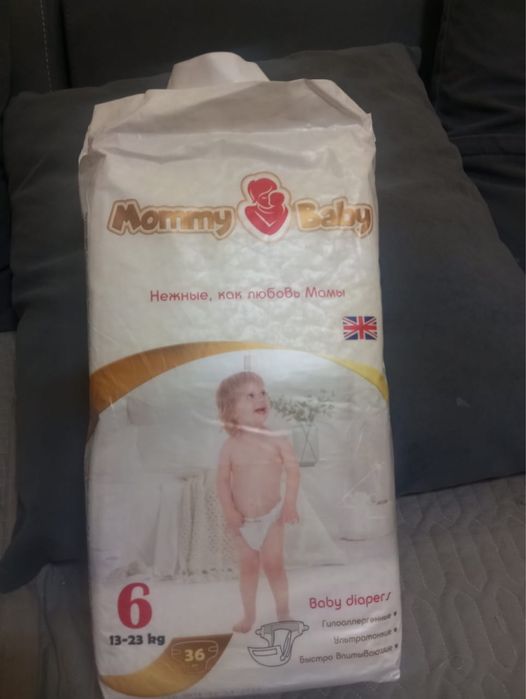 Mommy Baby
Нежные, как любовь Мамы
Baby diapers
Гипоаллергенные
Ультратонкие
Быстро впитывающие
6
13-23 kg
36